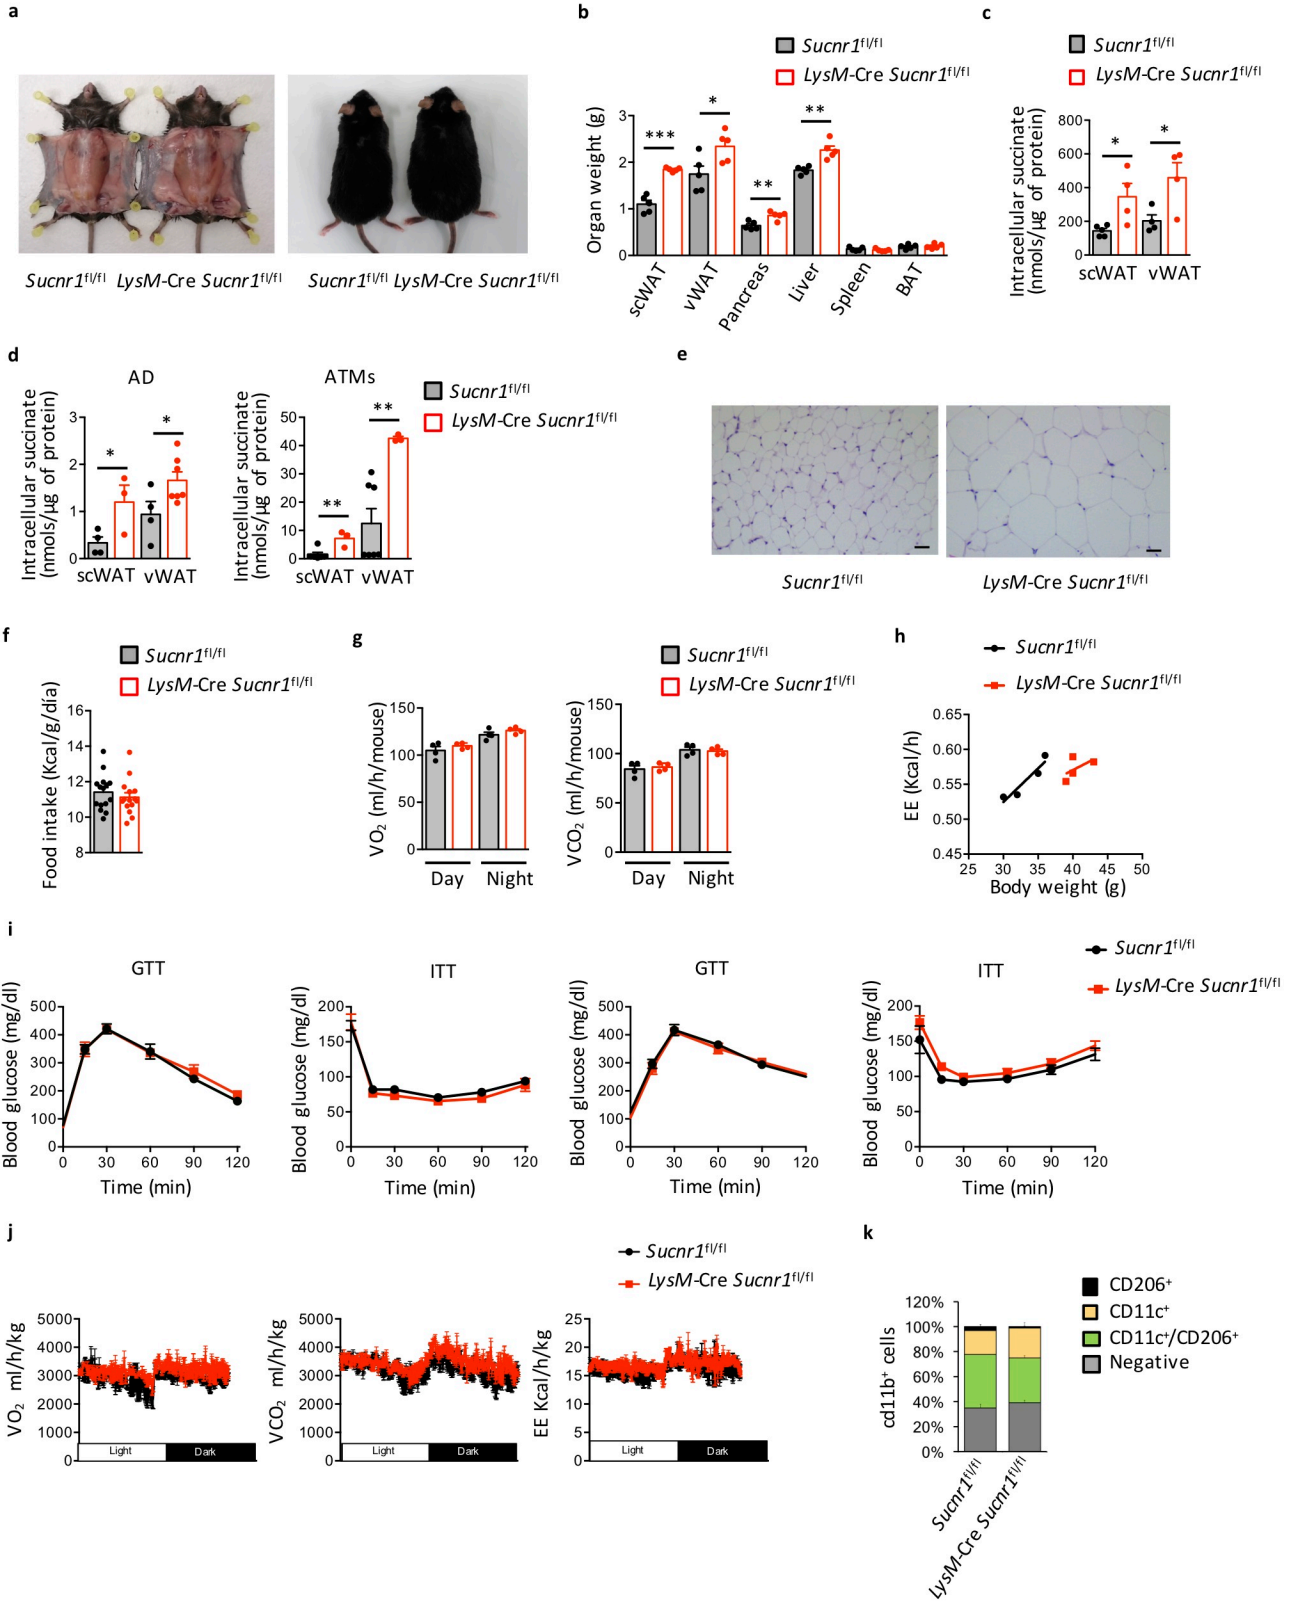 a
Sucnr1fl/fl LysM-Cre Sucnr1fl/fl
Sucnr1fl/fl LysM-Cre Sucnr1fl/fl
b
Sucnr1fl/fl
LysM-Cre Sucnr1fl/fl
Organ weight (g)
3
2
1
0
*** * ** ** 
scWAT vWAT Pancreas Liver Spleen BAT
c
Sucnr1fl/fl
LysM-Cre Sucnr1fl/fl
Intracellular succinate
(nmols/µg of protein)
800
600
400
200
0
* *
scWAT vWAT
d
AD
Intracellular succinate
(nmols/µg of protein)
3
2
1
0
* *
scWAT vWAT
ATMs
Intracellular succinate
(nmols/µg of protein)
50
40
30
20
10
0
** **
scWAT vWAT
Sucnr1fl/fl
LysM-Cre Sucnr1fl/fl
e
Sucnr1fl/fl LysM-Cre Sucnr1fl/fl
f
Sucnr1fl/fl
LysM-Cre Sucnr1fl/fl
Food intake (Kcal/g/día)
16
14
12
10
8
g
Sucnr1fl/fl
LysM-Cre Sucnr1fl/fl
VO2 (ml/h/mouse)
150
100
50
0
Day Night
VCO2 (ml/h/mouse)
150
100
50
0
Day Night
h
Sucnr1fl/fl
LysM-Cre Sucnr1fl/fl
EE (Kcal/h)
0.65
0.60
0.55
0.50
0.45
25 30 35 40 45 50
Body weight (g)
i
Sucnr1fl/fl
LysM-Cre Sucnr1fl/fl
GTT
Blood glucose (mg/dl)
500
400
300
200
100
0
0 30 60 90 120
Time (min)
ITT
Blood glucose (mg/dl)
200
150
100
50
0
0 30 60 90 120
Time (min)
GTT
Blood glucose (mg/dl)
500
400
300
200
100
0
0 30 60 90 120
Time (min)
ITT
Blood glucose (mg/dl)
200
150
100
50
0
0 30 60 90 120
Time (min)
j
Sucnr1fl/fl
LysM-Cre Sucnr1fl/fl
VO2 ml/h/kg
5000
4000
3000
2000
1000
0
Light Dark
VCO2 ml/h/kg
5000
4000
3000
2000
1000
0
Light Dark
EE Kcal/h/kg
25
20
15
10
5
0
Light Dark
k
cd11b+ cells
120%
100%
80%
60%
40%
20%
0%
Sucnr1fl/fl
LysM-Cre Sucnr1fl/fl
CD206+
CD11c+
CD11c+/CD206+
Negative